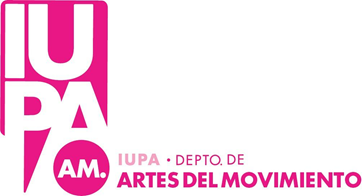 IU
PA
AM.
IUPA • DEPTO. DE
ARTES DEL MOVIMIENTO